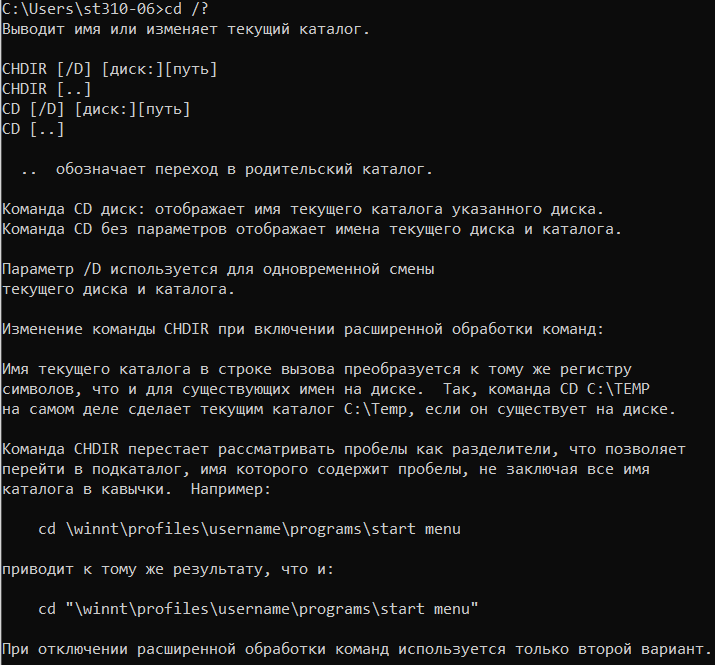 C:\Users\st310-06>cd /?
Выводит имя или изменяет текущий каталог.

CHDIR [/D] [диск:][путь]
CHDIR [..]
CD [/D] [диск:][путь]
CD [..]

  ..  обозначает переход в родительский каталог.

Команда CD диск: отображает имя текущего каталога указанного диска.
Команда CD без параметров отображает имена текущего диска и каталога.

Параметр /D используется для одновременной смены
текущего диска и каталога.

Изменение команды CHDIR при включении расширенной обработки команд:

Имя текущего каталога в строке вызова преобразуется к тому же регистру
символов, что и для существующих имен на диске.  Так, команда CD C:\TEMP
на самом деле сделает текущим каталог C:\Temp, если он существует на диске.

Команда CHDIR перестает рассматривать пробелы как разделители, что позволяет
перейти в подкаталог, имя которого содержит пробелы, не заключая все имя
каталога в кавычки.  Например:

    cd \winnt\profiles\username\programs\start menu

приводит к тому же результату, что и:

    cd "\winnt\profiles\username\programs\start menu"

При отключении расширенной обработки команд используется только второй вариант.